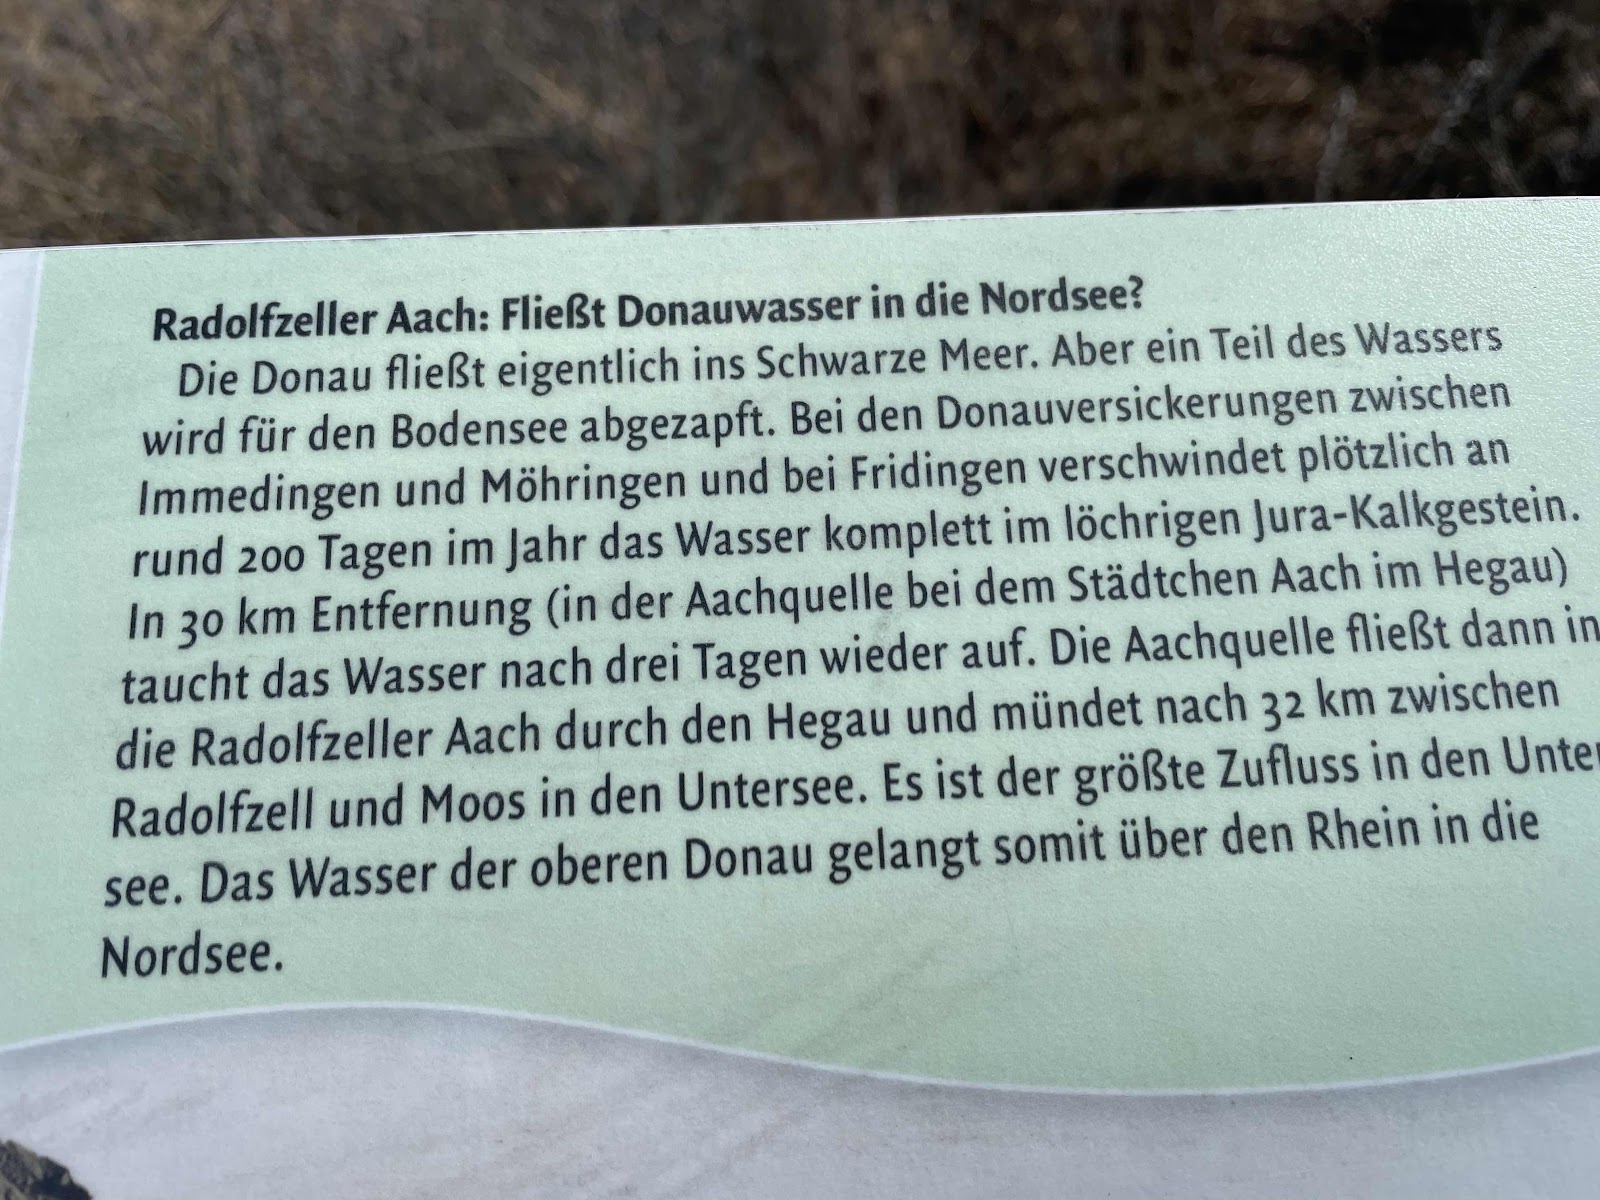 Radolfzeller Aach: Fließt Donauwasser in die Nordsee?
Die Donau fließt eigentlich ins Schwarze Meer. Aber ein Teil des Wassers
wird für den Bodensee abgezapft. Bei den Donauversickerungen zwischen
Immedingen und Möhringen und bei Fridingen verschwindet plötzlich an
rund 200 Tagen im Jahr das Wasser komplett im löchrigen Jura-Kalkgestein.
In 30 km Entfernung (in der Aachquelle bei dem Städtchen Aach im Hegau)
taucht das Wasser nach drei Tagen wieder auf. Die Aachquelle fließt dann in
die Radolfzeller Aach durch den Hegau und mündet nach 32 km zwischen
Radolfzell und Moos in den Untersee. Es ist der größte Zufluss in den Unter
see. Das Wasser der oberen Donau gelangt somit über den Rhein in die
Nordsee.